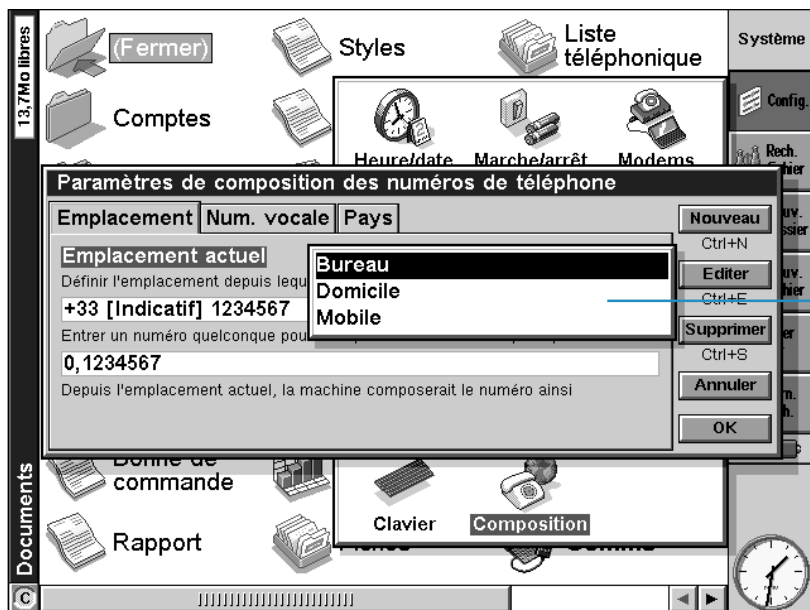 13,7Mo libres
(Fermer)
Styles
Liste
téléphonique
Système
Comptes
Config.
Heure/date
Marche/arrêt
Modems
Rech.
Paramètres de composition des numéros de téléphone
Emplacement
Num. vocale
Pays
Nouveau
Ctrl+N
Emplacement actuel
Bureau
Définir l'emplacement depuis
Domicile
Editer
Ctrl+E
+33 [Indicatif] 1234567
Mobile
Entrer un numéro quelconque
Supprimer
Ctrl+S
0,1234567
Depuis l'emplacement actuel, la machine composerait le numéro ainsi
Annuler
OK
Documents
commande
Clavier
Composition
Rapport
C